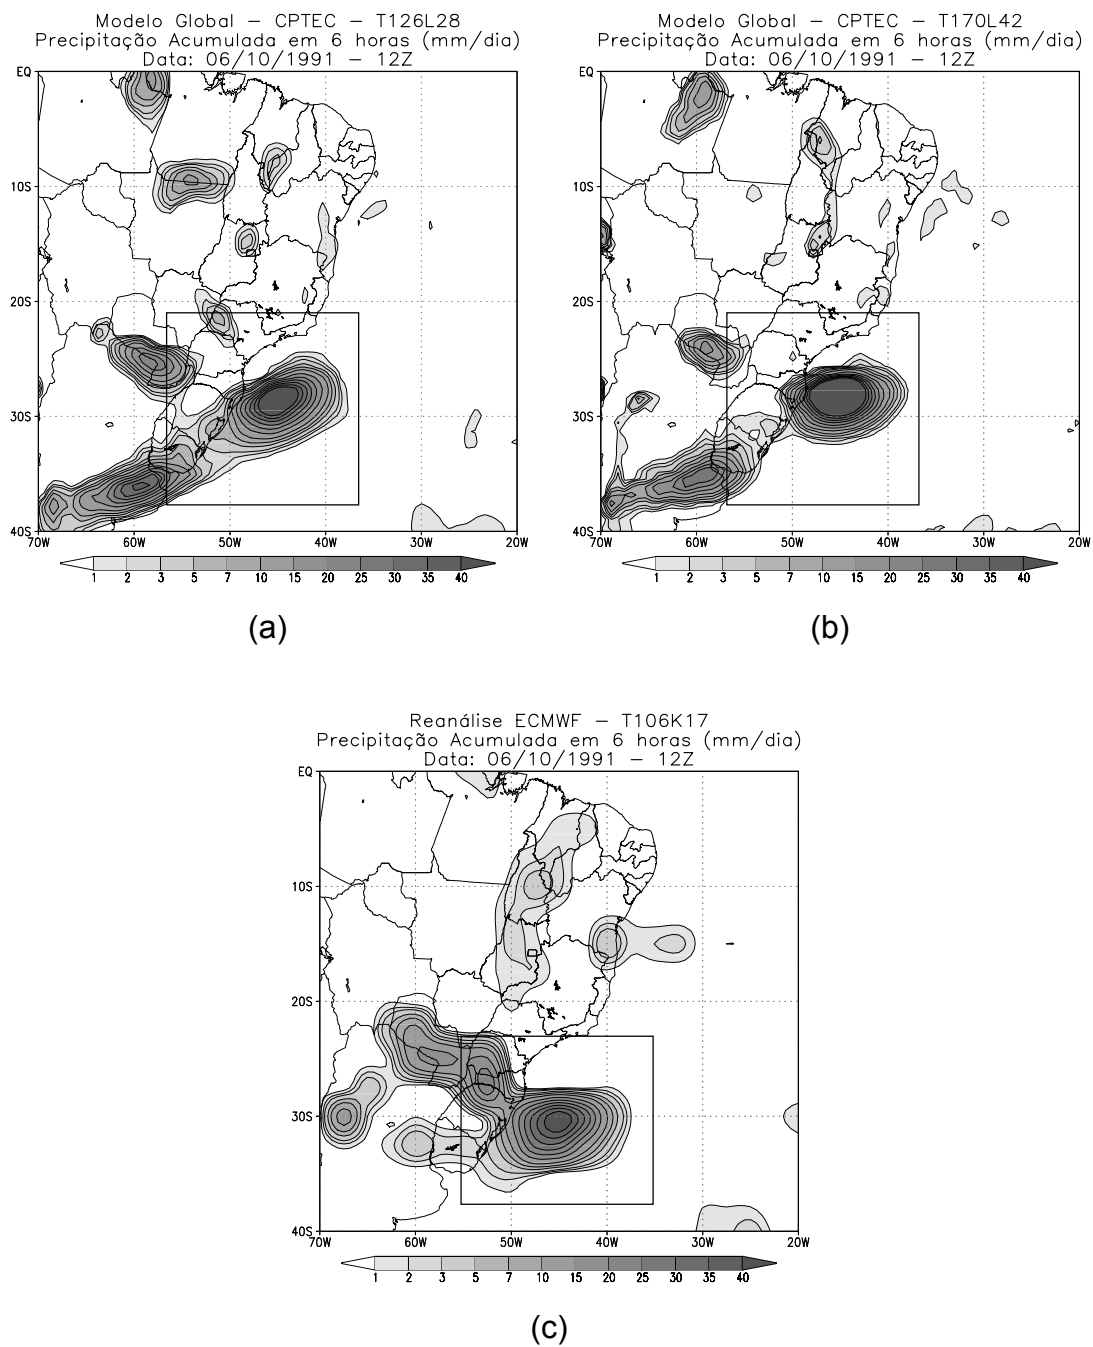 Modelo Global – CPTEC – T126L28
Precipitação Acumulada em 6 horas (mm/dia)
Data: 06/10/1991 – 12Z
EQ
10S
20S
30S
40S
70W 60W 50W 40W 30W 20W
1 2 3 5 7 10 15 20 25 30 35 40
(a)
Modelo Global – CPTEC – T170L42
Precipitação Acumulada em 6 horas (mm/dia)
Data: 06/10/1991 – 12Z
EQ
10S
20S
30S
40S
70W 60W 50W 40W 30W 20W
1 2 3 5 7 10 15 20 25 30 35 40
(b)
Reanálise ECMWF – T106K17
Precipitação Acumulada em 6 horas (mm/dia)
Data: 06/10/1991 – 12Z
EQ
10S
20S
30S
40S
70W 60W 50W 40W 30W 20W
1 2 3 5 7 10 15 20 25 30 35 40
(c)